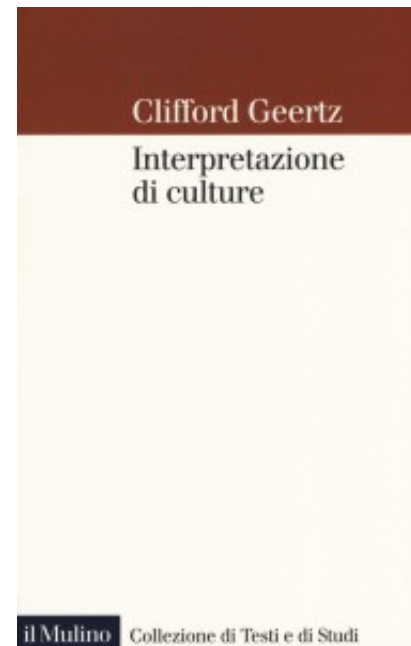 Clifford Geertz
Interpretazione
di culture
il Mulino Collezione di Testi e di Studi